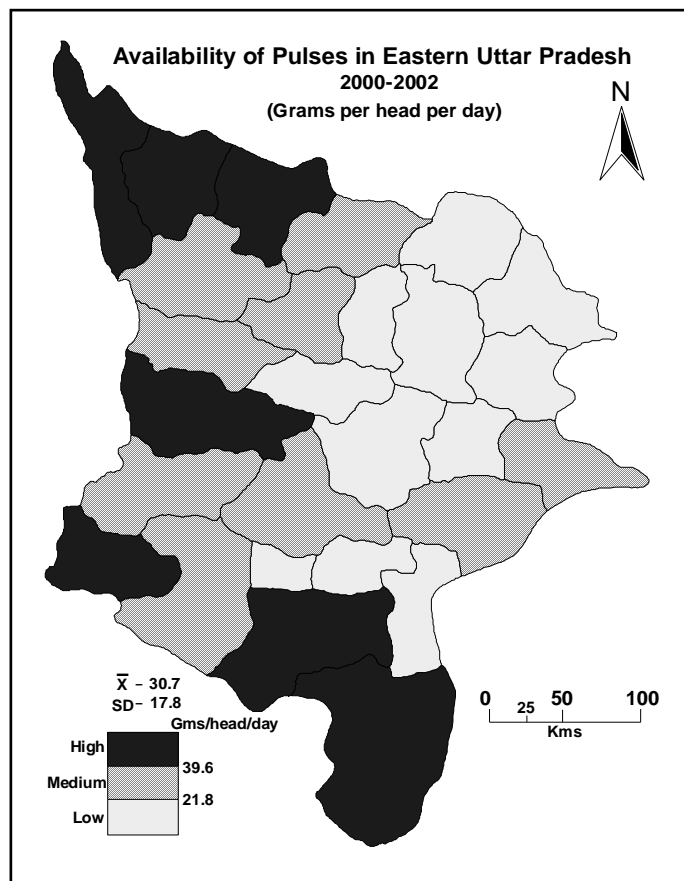 Availability of Pulses in Eastern Uttar Pradesh
2000-2002
(Grams per head per day)
N
X̅ – 30.7
SD– 17.8
Gms/head/day
High
39.6
Medium
21.8
Low
0 25 50 100
Kms